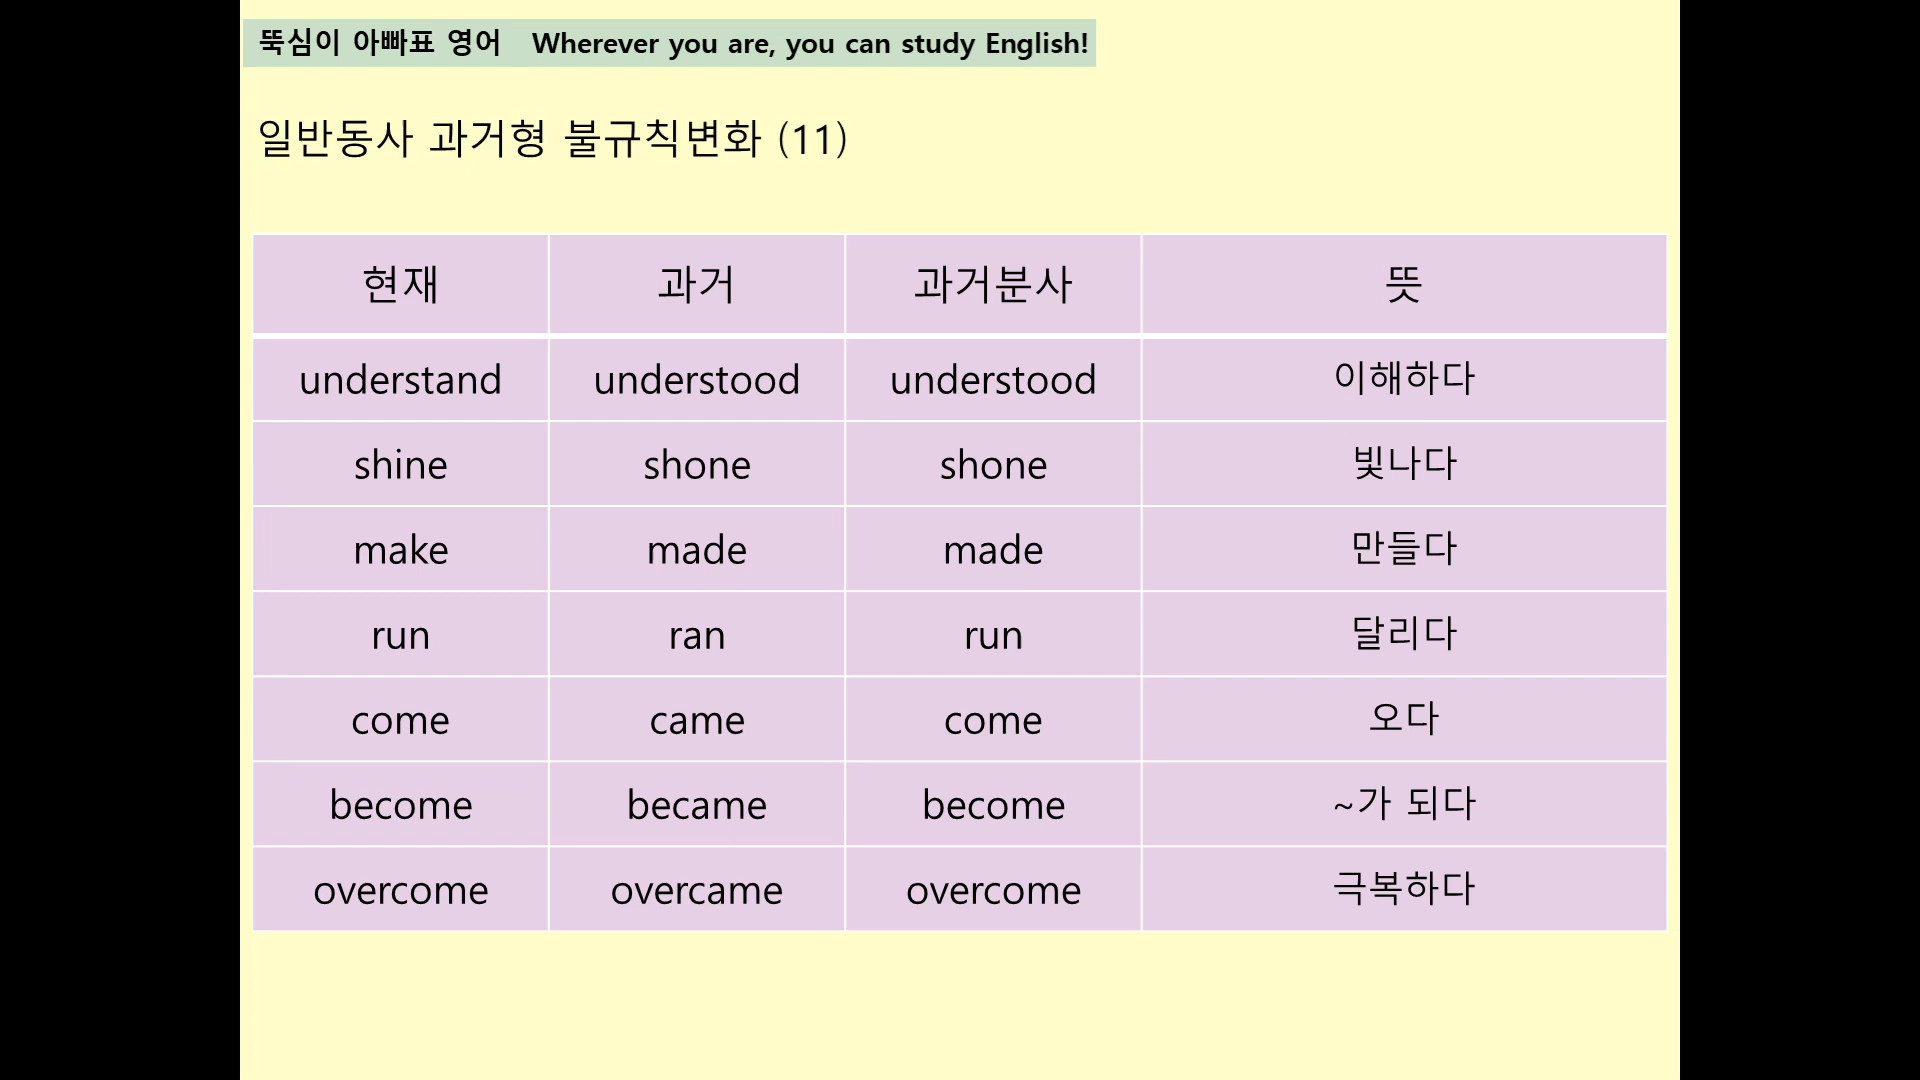 뚝심이 아빠표 영어 Wherever you are, you can study English!
일반동사 과거형 불규칙변화 (11)
현재 과거 과거분사 뜻
understand understood understood 이해하다
shine shone shone 빛나다
make made made 만들다
run ran run 달리다
come came come 오다
become became become ~가 되다
overcome overcame overcome 극복하다